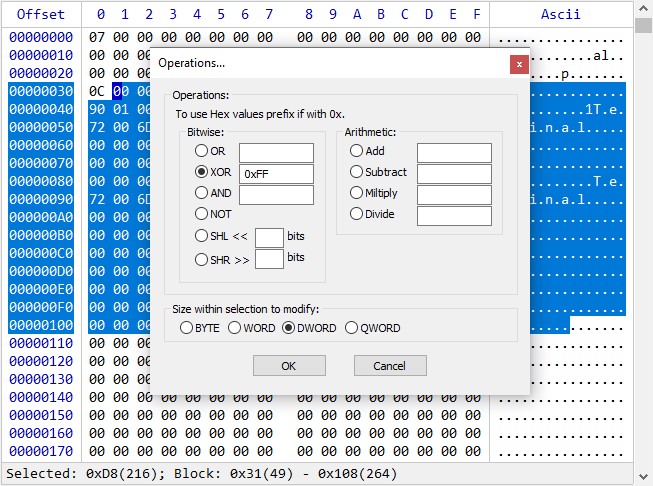 Offset 0 1 2 3 4 5 6 7 8 9 A B C D E F Ascii
00000000 07 00 00 00 00 00 00 00 00 00 00 00 00 00 00 00 ................
00000010 00 00 ............al..
00000020 00 00 ........p.......
00000030 0C 00 00 ................
00000040 90 01 00 ...........1T.e.
00000050 72 00 6D i.n.a.l.....
00000060 00 00 00
00000070 00 00 00
00000080 00 00 00 T.e.
00000090 72 00 6D i.n.a.l.....
000000A0 00 00 00
000000B0 00 00 00
000000C0 00 00 00
000000D0 00 00 00
000000E0 00 00 00
000000F0 00 00 00
00000100 00 00 00
00000110 00 00 00
00000120 00 00 00
00000130 00 00 00
00000140 00 00 00 00 00 00 00 00 00 00 00 00 00 00 00 00 ................
00000150 00 00 00 00 00 00 00 00 00 00 00 00 00 00 00 00 ................
00000160 00 00 00 00 00 00 00 00 00 00 00 00 00 00 00 00 ................
00000170 00 00 00 00 00 00 00 00 00 00 00 00 00 00 00 00 ................
Selected: 0xD8(216); Block: 0x31(49) - 0x108(264)
Operations...
x
Operations:
To use Hex values prefix if with 0x.
Bitwise:
OR
XOR 0xFF
AND
NOT
SHL << bits
SHR >> bits
Arithmetic:
Add
Subtract
Miltiply
Divide
Size within selection to modify:
BYTE WORD DWORD QWORD
OK Cancel